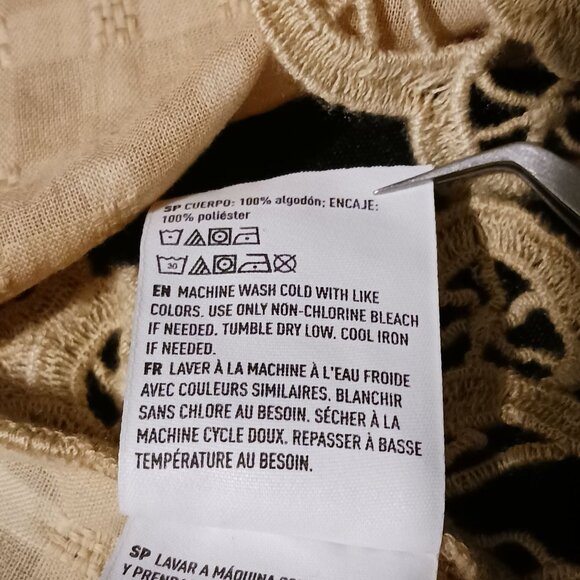 SP CUERPO: 100% algodón; ENCAJE:
100% poliéster
30
EN MACHINE WASH COLD WITH LIKE
COLORS. USE ONLY NON-CHLORINE BLEACH
IF NEEDED. TUMBLE DRY LOW. COOL IRON
IF NEEDED.
FR LAVER À LA MACHINE À L'EAU FROIDE
AVEC COULEURS SIMILAIRES. BLANCHIR
SANS CHLORE AU BESOIN. SÉCHER À LA
MACHINE CYCLE DOUX. REPASSER À BASSE
TEMPÉRATURE AU BESOIN.
SP LAVAR A MÁQUINA
Y